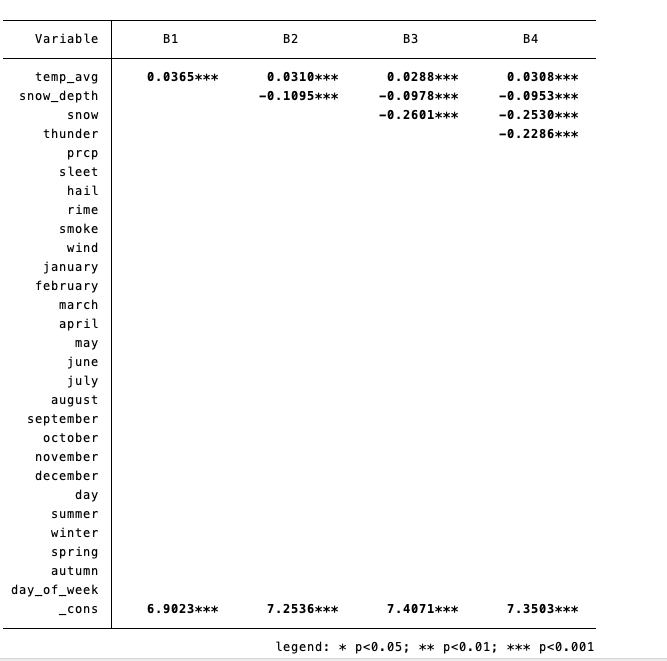 Variable B1 B2 B3 B4
temp_avg 0.0365*** 0.0310*** 0.0288*** 0.0308***
snow_depth -0.1095*** -0.0978*** -0.0953***
snow -0.2601*** -0.2530***
thunder -0.2286***
prcp
sleet
hail
rime
smoke
wind
january
february
march
april
may
june
july
august
september
october
november
december
day
summer
winter
spring
autumn
day_of_week
_cons 6.9023*** 7.2536*** 7.4071*** 7.3503***
legend: * p<0.05; ** p<0.01; *** p<0.001